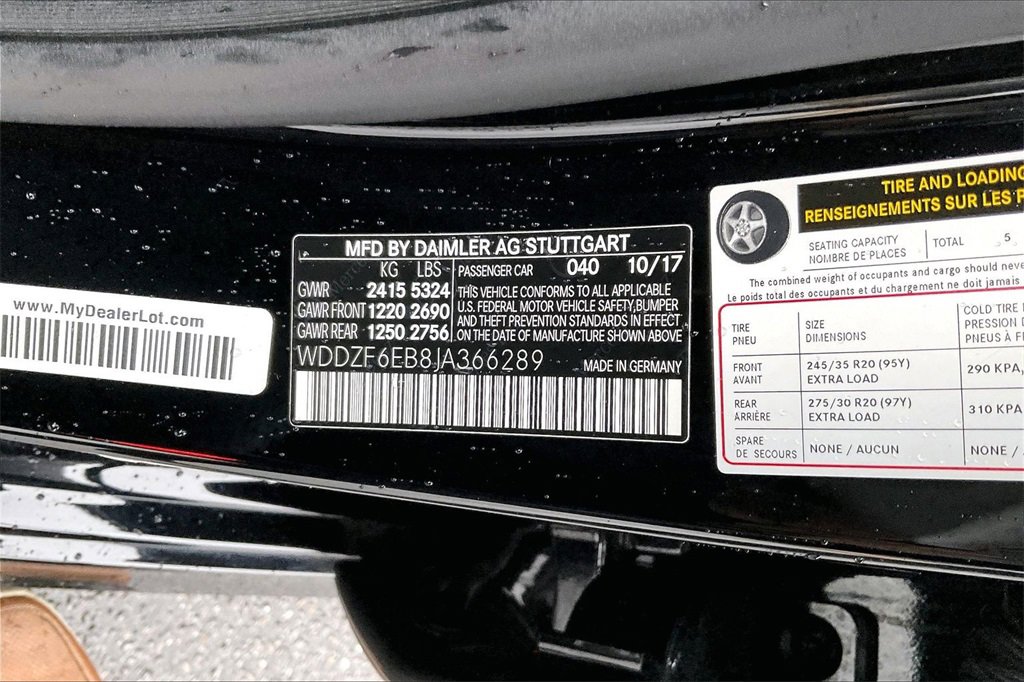 www.MyDealerLot.com
MFD BY DAIMLER AG STUTTGART
KG LBS
GVWR 2415 5324
GAWR FRONT 1220 2690
GAWR REAR 1250 2756
PASSENGER CAR 040 10/17
THIS VEHICLE CONFORMS TO ALL APPLICABLE
U.S. FEDERAL MOTOR VEHICLE SAFETY, BUMPER
AND THEFT PREVENTION STANDARDS IN EFFECT
ON THE DATE OF MANUFACTURE SHOWN ABOVE
WDDZF6EB8JA366289
MADE IN GERMANY
TIRE AND LOADING
RENSEIGNEMENTS SUR LES P
SEATING CAPACITY
NOMBRE DE PLACES
TOTAL 5
The combined weight of occupants and cargo should neve
Le poids total des occupants et du chargement ne doit jamais
TIRE
PNEU
SIZE
DIMENSIONS
COLD TIRE
PRESSION D
PNEUS À F
FRONT
AVANT
245/35 R20 (95Y)
EXTRA LOAD
290 KPA,
REAR
ARRIÈRE
275/30 R20 (97Y)
EXTRA LOAD
310 KPA
SPARE
DE SECOURS
NONE / AUCUN
NONE /